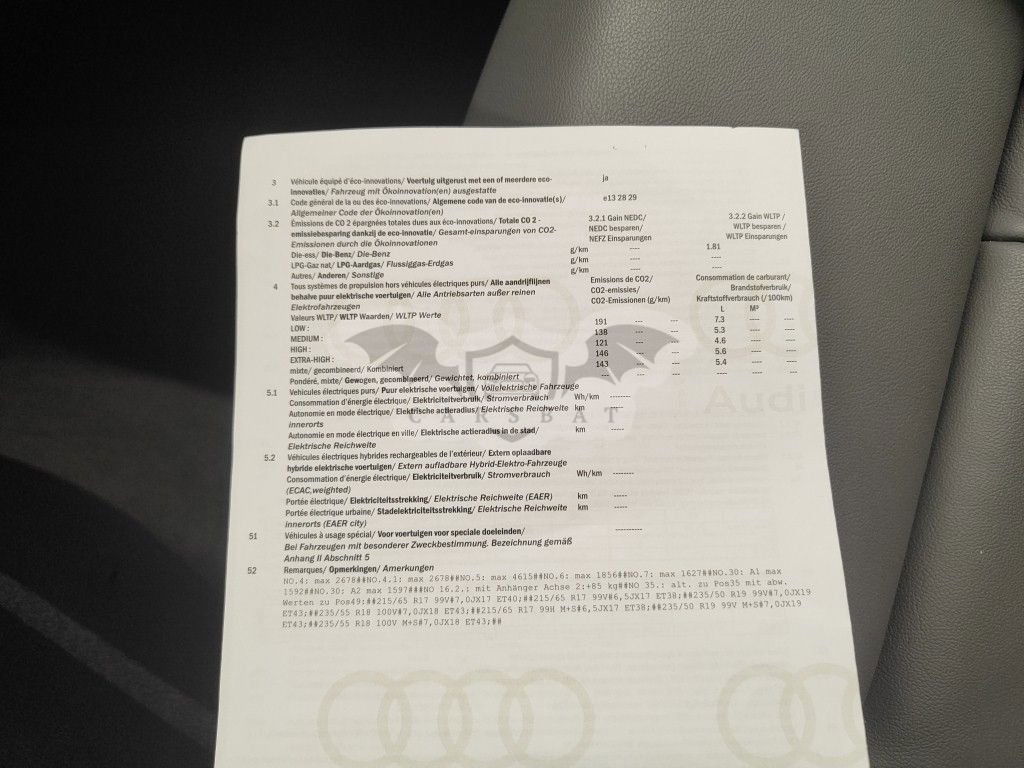 3 Véhicule équipé d'éco-innovations/ Voertuig uitgerust met een of meerdere eco- ja
innovaties/ Fahrzeug mit Ökoinnovation(en) ausgestatte
3.1 Code général de la ou des éco-innovations/ Algemene code van de eco-innovatie(s)/ e13 28 29
Allgemeiner Code der Ökoinnovation(en)
3.2 Émissions de CO 2 épargnées totales dues aux éco-innovations/ Totale CO 2 - 3.2.1 Gain NEDC/ 3.2.2 Gain WLTP /
emissiebesparing dankzij de eco-innovatie/ Gesamt-einsparungen von CO2- NEDC besparen/ WLTP besparen /
Emissionen durch die Ökoinnovationen NEFZ Einsparungen WLTP Einsparungen
Die-ess/ Die-Benz/ Die-Benz g/km ---- 1.81
LPG-Gaz nat/ LPG-Aardgas/ Flussiggas-Erdgas g/km ---- ----
Autres/ Anderen/ Sonstige g/km ---- ----
4 Tous systèmes de propulsion hors véhicules électriques purs/ Alle aandrijflijnen Emissions de CO2/ Consommation de carburant/
behalve puur elektrische voertuigen/ Alle Antriebsarten außer reinen CO2-emissies/ Brandstofverbruik/
Elektrofahrzeugen CO2-Emissionen (g/km) Kraftstoffverbrauch (/100km)
Valeurs WLTP/ WLTP Waarden/ WLTP Werte L M³
LOW : 191 --- --- 7.3 ---- ----
MEDIUM : 138 --- --- 5.3 ---- ----
HIGH : 121 --- --- 4.6 ---- ----
EXTRA-HIGH : 146 --- --- 5.6 ---- ----
mixte/ gecombineerd/ Kombiniert 143 --- --- 5.4 ---- ----
Pondéré, mixte/ Gewogen, gecombineerd/ Gewichtet, kombiniert --- --- --- ---- ---- ----
5.1 Vehicules électriques purs/ Puur elektrische voertuigen/ Vollelektrische Fahrzeuge
Consommation d'énergie électrique/ Elektriciteitverbruik/ Stromverbrauch Wh/km --------
Autonomie en mode électrique/ Elektrische actieradius/ Elektrische Reichweite km -----
innerorts
Autonomie en mode électrique en ville/ Elektrische actieradius in de stad/ km -----
Elektrische Reichweite
5.2 Véhicules électriques hybrides rechargeables de l'extérieur/ Extern oplaadbare
hybride elektrische voertuigen/ Extern aufladbare Hybrid-Elektro-Fahrzeuge
Consommation d'énergie électrique/ Elektriciteitverbruik/ Stromverbrauch Wh/km --------
(ECAC,weighted)
Portée électrique/ Elektriciteitsstrekking/ Elektrische Reichweite (EAER) km -----
Portée électrique urbaine/ Stadelektriciteitsstrekking/ Elektrische Reichweite km -----
innerorts (EAER city)
51 Véhicules à usage spécial/ Voor voertuigen voor speciale doeleinden/ ----------
Bei Fahrzeugen mit besonderer Zweckbestimmung. Bezeichnung gemäß
Anhang II Abschnitt 5
52 Remarques/ Opmerkingen/ Amerkungen
NO.4: max 2678##NO.4.1: max 2678##NO.5: max 4615##NO.6: max 1856##NO.7: max 1627##NO.30: A1 max
1592##NO.30: A2 max 1597###NO 16.2.: mit Anhänger Achse 2:+85 kg##NO 35.: alt. zu Pos35 mit abw.
Werten zu Pos49;##215/65 R17 99V#7,0JX17 ET40;##215/65 R17 99V#6,5JX17 ET38;##235/50 R19 99V#7,0JX19
ET43;##235/55 R18 100V#7,0JX18 ET43;##215/65 R17 99H M+S#6,5JX17 ET38;##235/50 R19 99V M+S#7,0JX19
ET43;##235/55 R18 100V M+S#7,0JX18 ET43;##
CARSBAT
Audi